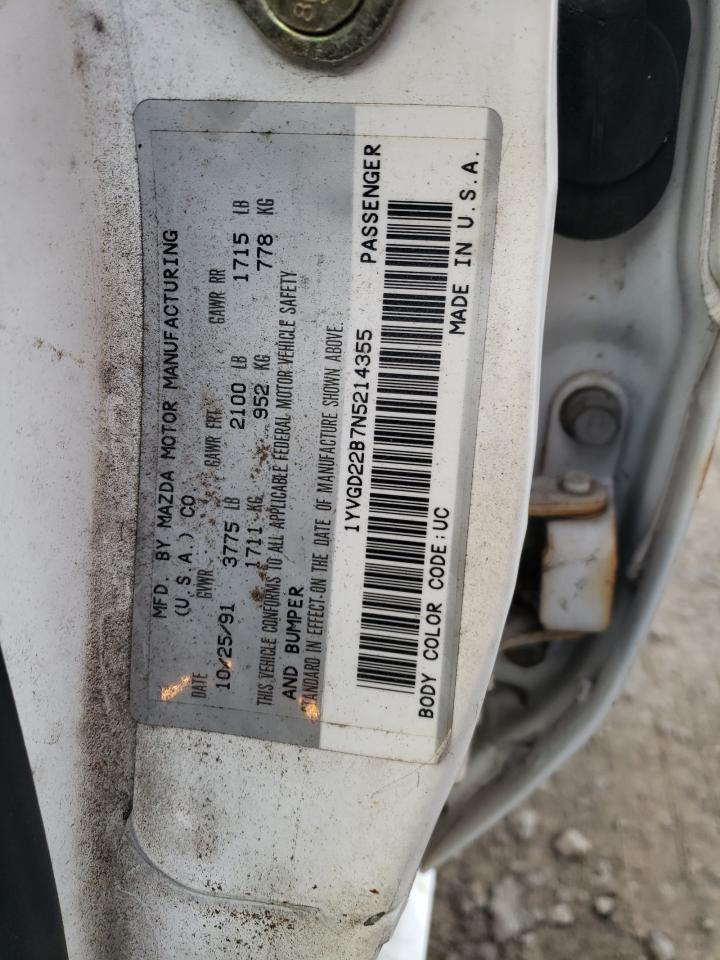 MFD. BY MAZDA MOTOR MANUFACTURING
(U.S.A.) CO
DATE GVWR GAWR FRT GAWR RR
10/25/91 3775 LB 2100 LB 1715 LB
1711 KG 952 KG 778 KG
THIS VEHICLE CONFORMS TO ALL APPLICABLE FEDERAL MOTOR VEHICLE SAFETY
AND BUMPER
STANDARD IN EFFECT ON THE DATE OF MANUFACTURE SHOWN ABOVE.
1YVGD22B7N5214355 PASSENGER
BODY COLOR CODE:UC MADE IN U.S.A.